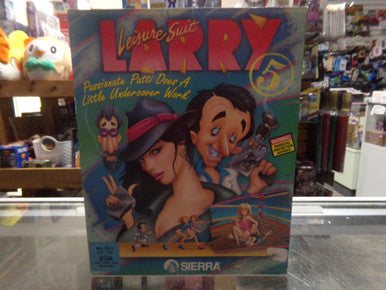 Leisure Suit
LARRY
5
Passionate Patti Does A
Little Undercover Work
VGA
SIERRA